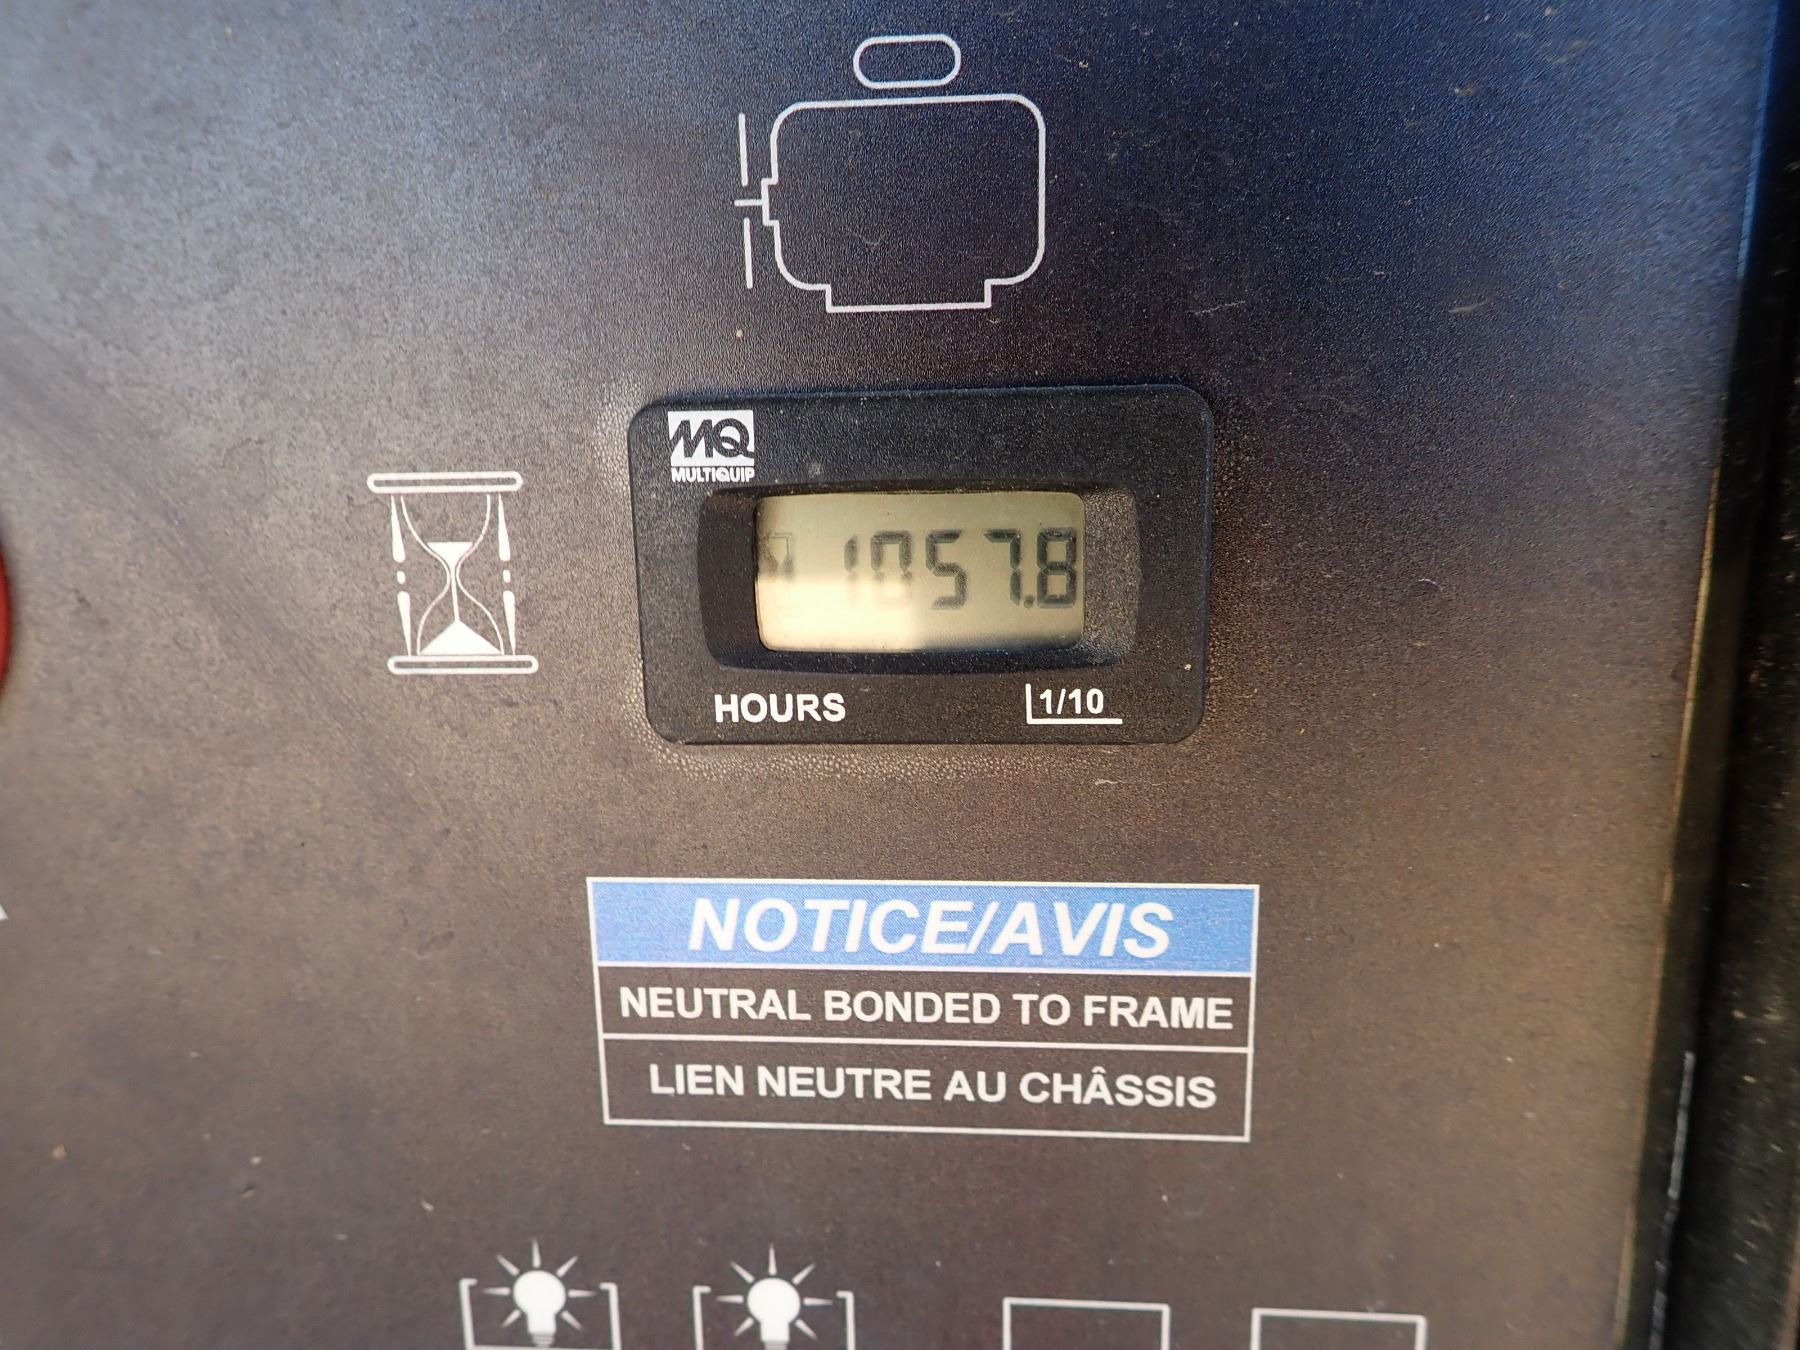 MQ
MULTIQUIP
1057.8
HOURS
1/10
NOTICE/AVIS
NEUTRAL BONDED TO FRAME
LIEN NEUTRE AU CHÂSSIS